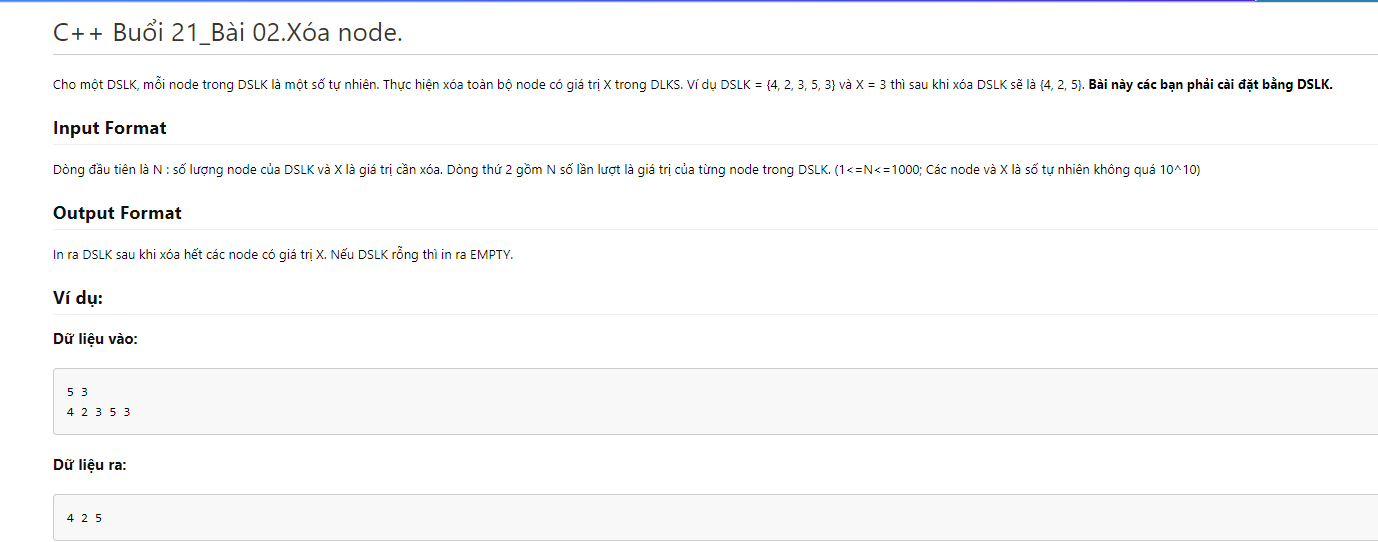 C++ Buổi 21_Bài 02.Xóa node.
Cho một DSLK, mỗi node trong DSLK là một số tự nhiên. Thực hiện xóa toàn bộ node có giá trị X trong DLKS. Ví dụ DSLK = {4, 2, 3, 5, 3} và X = 3 thì sau khi xóa DSLK sẽ là {4, 2, 5}. Bài này các bạn phải cài đặt bằng DSLK.
Input Format
Dòng đầu tiên là N : số lượng node của DSLK và X là giá trị cần xóa. Dòng thứ 2 gồm N số lần lượt là giá trị của từng node trong DSLK. (1<=N<=1000; Các node và X là số tự nhiên không quá 10^10)
Output Format
In ra DSLK sau khi xóa hết các node có giá trị X. Nếu DSLK rỗng thì in ra EMPTY.
Ví dụ:
Dữ liệu vào:
5 3
4 2 3 5 3
Dữ liệu ra:
4 2 5